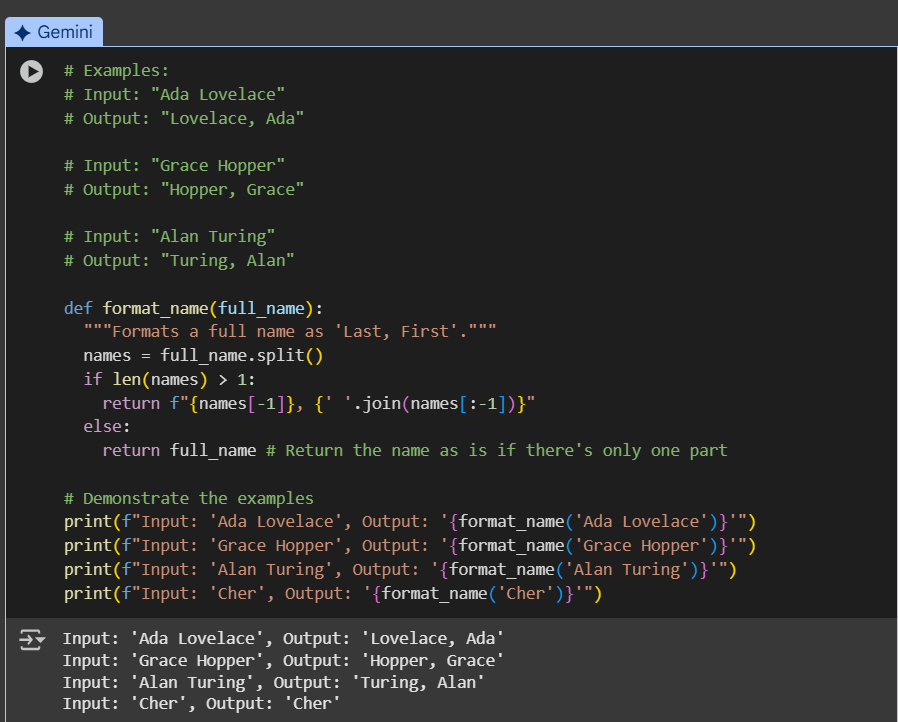 Gemini
# Examples:
# Input: "Ada Lovelace"
# Output: "Lovelace, Ada"
# Input: "Grace Hopper"
# Output: "Hopper, Grace"
# Input: "Alan Turing"
# Output: "Turing, Alan"
def format_name(full_name):
  """Formats a full name as 'Last, First'."""
  names = full_name.split()
  if len(names) > 1:
    return f"{names[-1]}, {' '.join(names[:-1])}"
  else:
    return full_name # Return the name as is if there's only one part
# Demonstrate the examples
print(f"Input: 'Ada Lovelace', Output: '{format_name('Ada Lovelace')}'")
print(f"Input: 'Grace Hopper', Output: '{format_name('Grace Hopper')}'")
print(f"Input: 'Alan Turing', Output: '{format_name('Alan Turing')}'")
print(f"Input: 'Cher', Output: '{format_name('Cher')}'")
Input: 'Ada Lovelace', Output: 'Lovelace, Ada'
Input: 'Grace Hopper', Output: 'Hopper, Grace'
Input: 'Alan Turing', Output: 'Turing, Alan'
Input: 'Cher', Output: 'Cher'